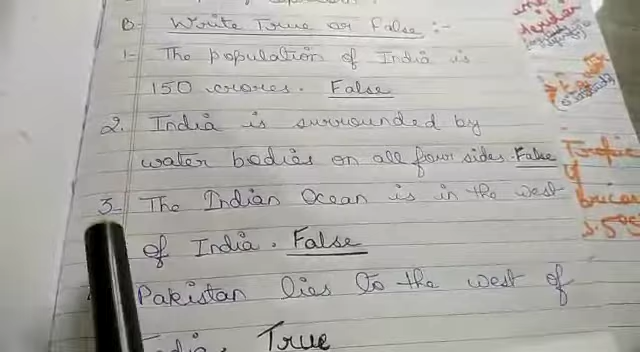 B- Write True or False :-
1- The population of India is
150 crores. False
2. India is surrounded by
water bodies on all four sides. False
3- The Indian Ocean is in the west
of India. False
Pakistan lies to the west of
India. True